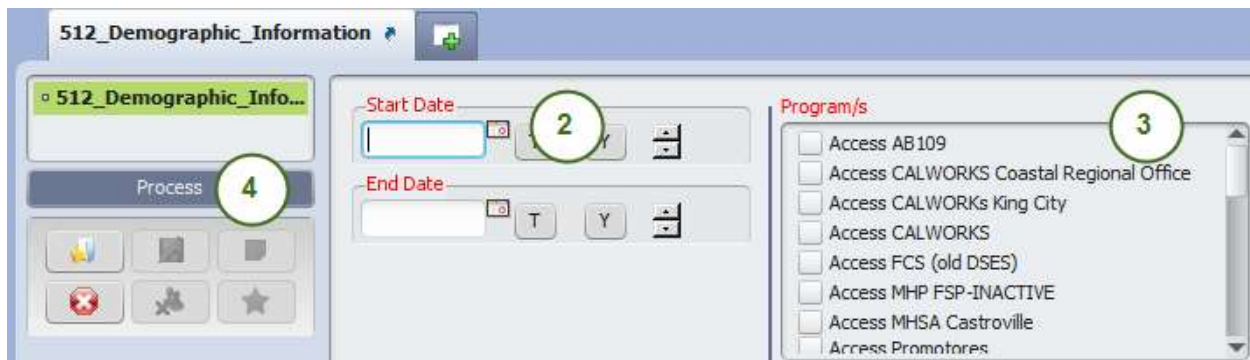 512_Demographic_Information
512_Demographic_Info...
Process
4
Start Date
2
Y
End Date
T
Y
Program/s
3
Access AB109
Access CALWORKS Coastal Regional Office
Access CALWORKs King City
Access CALWORKS
Access FCS (old DSES)
Access MHP FSP-INACTIVE
Access MHSA Castroville
Access Promotores